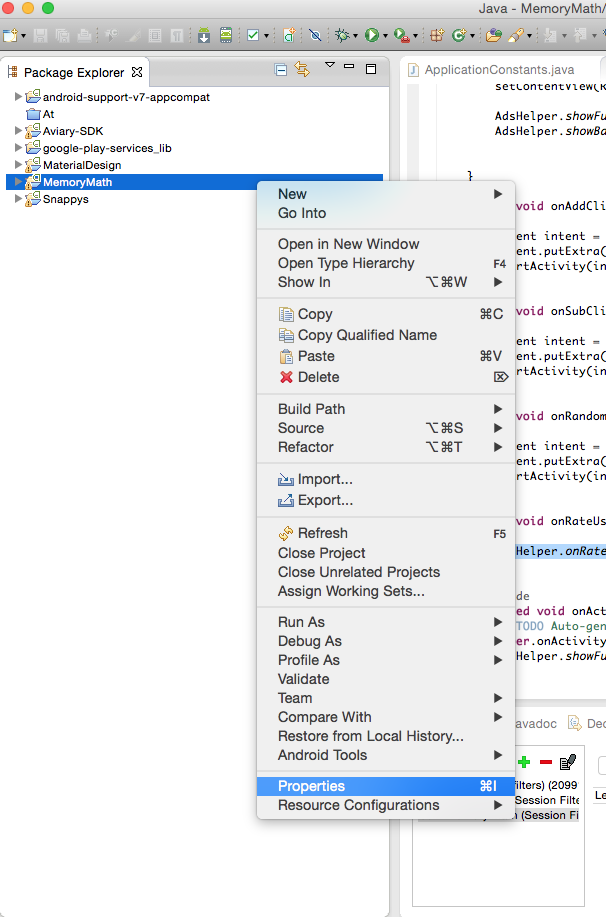 Java - MemoryMath/
Package Explorer
ApplicationConstants.java
android-support-v7-appcompat
At
Aviary-SDK
google-play-services_lib
MaterialDesign
MemoryMath
Snappys
New
Go Into
Open in New Window
Open Type Hierarchy F4
Show In ⌥⌘W
Copy ⌘C
Copy Qualified Name
Paste ⌘V
Delete ⌦
Build Path
Source ⌥⌘S
Refactor ⌥⌘T
Import...
Export...
Refresh F5
Close Project
Close Unrelated Projects
Assign Working Sets...
Run As
Debug As
Profile As
Validate
Team
Compare With
Restore from Local History...
Android Tools
Properties ⌘I
Resource Configurations
setContentView(R
AdsHelper.showFu
AdsHelper.showBa
}
void onAddCli
ent intent =
ent.putExtra(
rtActivity(in
void onSubCli
ent intent =
ent.putExtra(
rtActivity(in
void onRandom
ent intent =
ent.putExtra(
rtActivity(in
void onRateUs
Helper.onRate
de
ed void onAct
TODO Auto-gen
er.onActivity
Helper.showFu
avadoc Dec
ilters) (2099
Session Filte
(Session Fi
Le